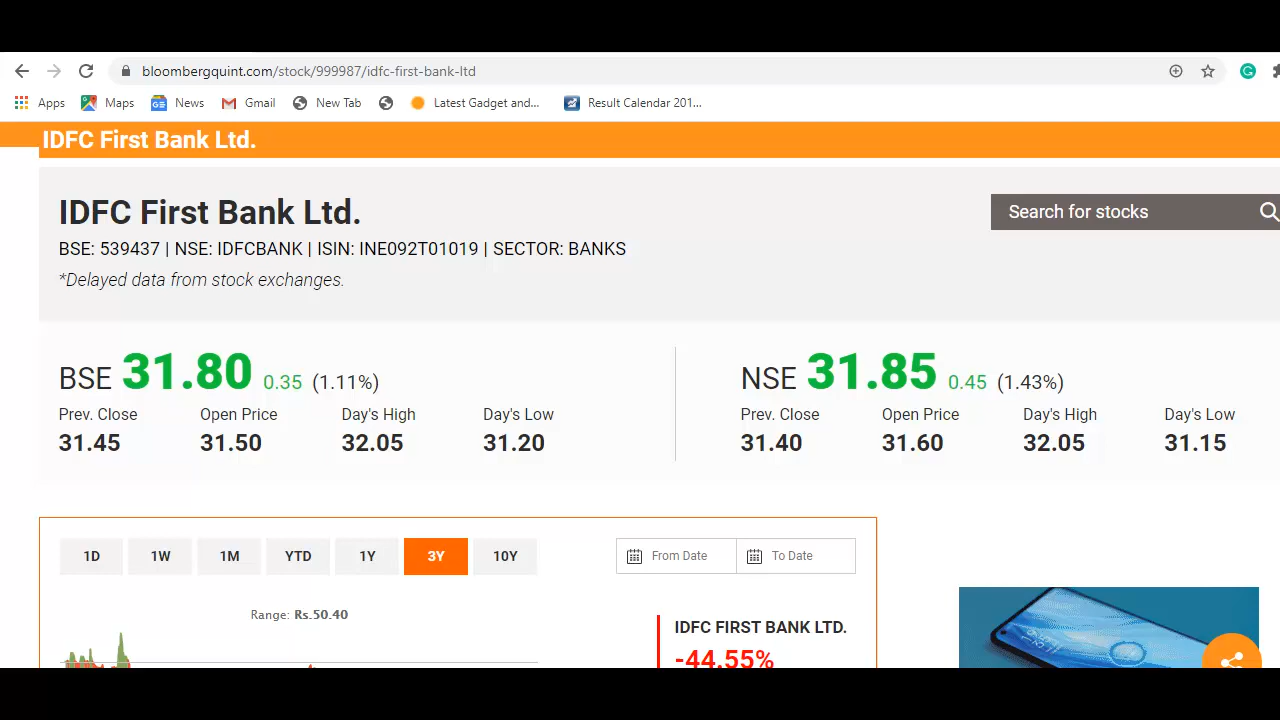 bloombergquint.com/stock/999987/idfc-first-bank-ltd
Apps Maps News Gmail New Tab Latest Gadget and... Result Calendar 201...
IDFC First Bank Ltd.
IDFC First Bank Ltd.
Search for stocks
BSE: 539437 | NSE: IDFCBANK | ISIN: INE092T01019 | SECTOR: BANKS
*Delayed data from stock exchanges.
BSE 31.80 0.35 (1.11%)
Prev. Close Open Price Day's High Day's Low
31.45 31.50 32.05 31.20
NSE 31.85 0.45 (1.43%)
Prev. Close Open Price Day's High Day's Low
31.40 31.60 32.05 31.15
1D 1W 1M YTD 1Y 3Y 10Y
From Date To Date
Range: Rs.50.40
IDFC FIRST BANK LTD.
-44.55%